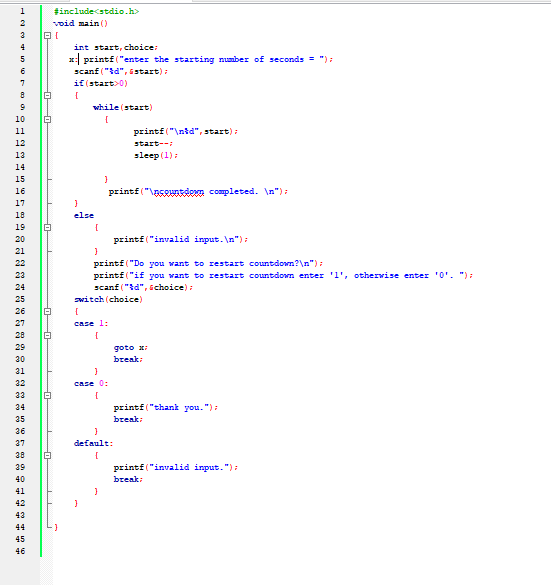 1 #include<stdio.h>
2 void main()
3 {
4 int start,choice;
5 x: printf("enter the starting number of seconds = ");
6 scanf("%d",&start);
7 if(start>0)
8 {
9 while(start)
10 {
11 printf("\n%d",start);
12 start--;
13 sleep(1);
14
15 }
16 printf("\ncountdown completed. \n");
17 }
18 else
19 {
20 printf("invalid input.\n");
21 }
22 printf("Do you want to restart countdown?\n");
23 printf("if you want to restart countdown enter '1', otherwise enter '0'. ");
24 scanf("%d",&choice);
25 switch(choice)
26 {
27 case 1:
28 {
29 goto x;
30 break;
31 }
32 case 0:
33 {
34 printf("thank you.");
35 break;
36 }
37 default:
38 {
39 printf("invalid input.");
40 break;
41 }
42 }
43
44 }
45
46